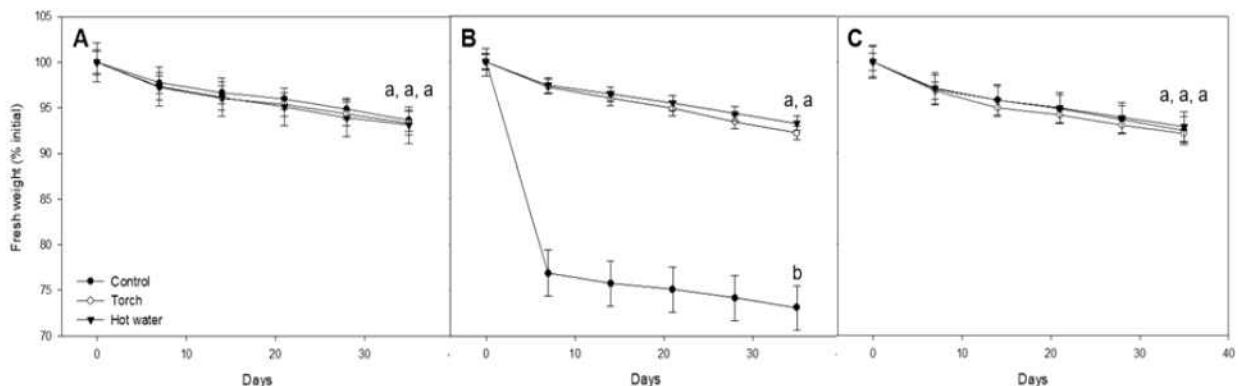 105
100
95
90
85
80
75
70
Fresh weight (% initial)
A
a, a, a
Control
Torch
Hot water
0
10
20
30
Days
B
a, a
b
0
10
20
30
Days
C
a, a, a
0
10
20
30
40
Days